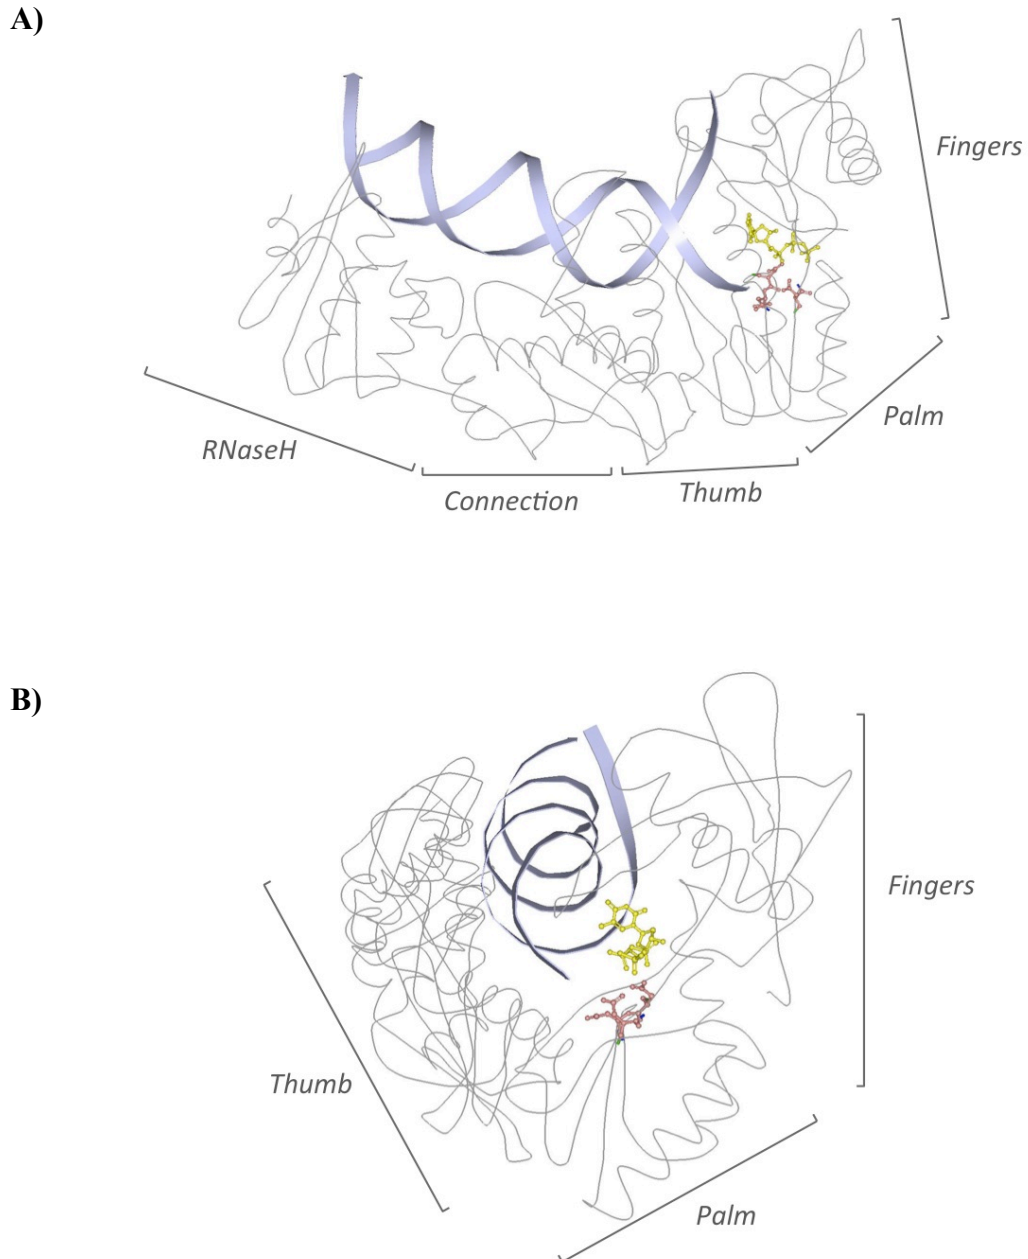 A)
Fingers
Palm
RNaseH
Thumb
Connection
B)
Fingers
Thumb
Palm